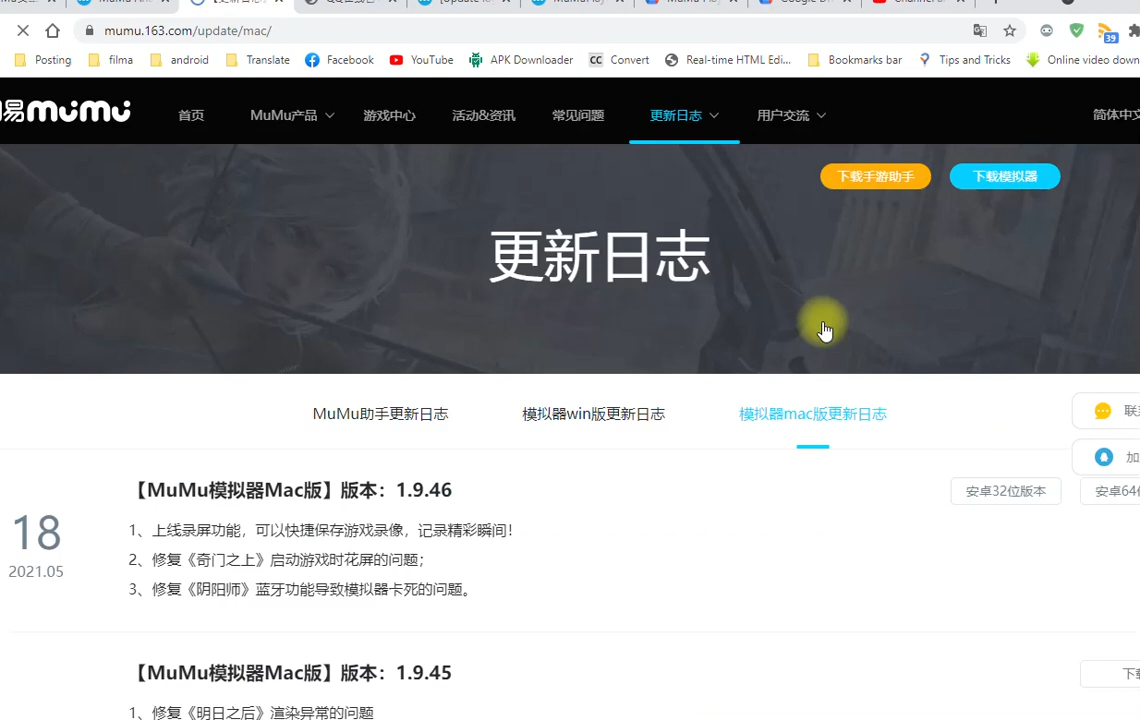 mumu.163.com/update/mac/
39
Posting filma android Translate Facebook YouTube APK Downloader CC Convert Real-time HTML Edi... Bookmarks bar Tips and Tricks Online video down
易MuMu 首页 MuMu产品 游戏中心 活动&资讯 常见问题 更新日志 用户交流 简体中文
下载手游助手 下载模拟器
更新日志
MuMu助手更新日志 模拟器win版更新日志 模拟器mac版更新日志
联
加
【MuMu模拟器Mac版】版本：1.9.46 安卓32位版本 安卓64
18
2021.05
1、上线录屏功能，可以快捷保存游戏录像，记录精彩瞬间！
2、修复《奇门之上》启动游戏时花屏的问题；
3、修复《阴阳师》蓝牙功能导致模拟器卡死的问题。
【MuMu模拟器Mac版】版本：1.9.45 下
1、修复《明日之后》渲染异常的问题